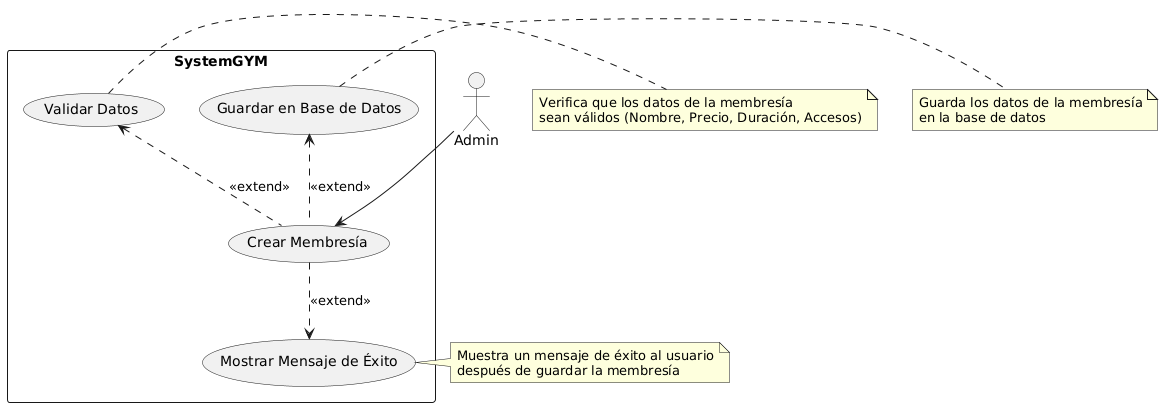 SystemGYM
Validar Datos
Guardar en Base de Datos
Admin
Verifica que los datos de la membresía
sean válidos (Nombre, Precio, Duración, Accesos)
Guarda los datos de la membresía
en la base de datos
«extend»
«extend»
Crear Membresía
«extend»
Mostrar Mensaje de Éxito
Muestra un mensaje de éxito al usuario
después de guardar la membresía